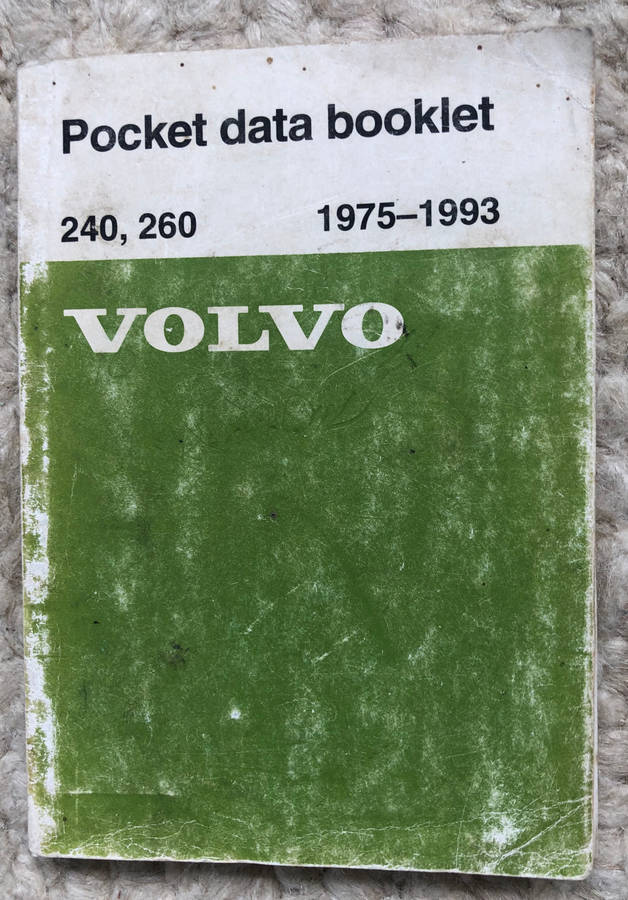 Pocket data booklet
240, 260 1975–1993
VOLVO